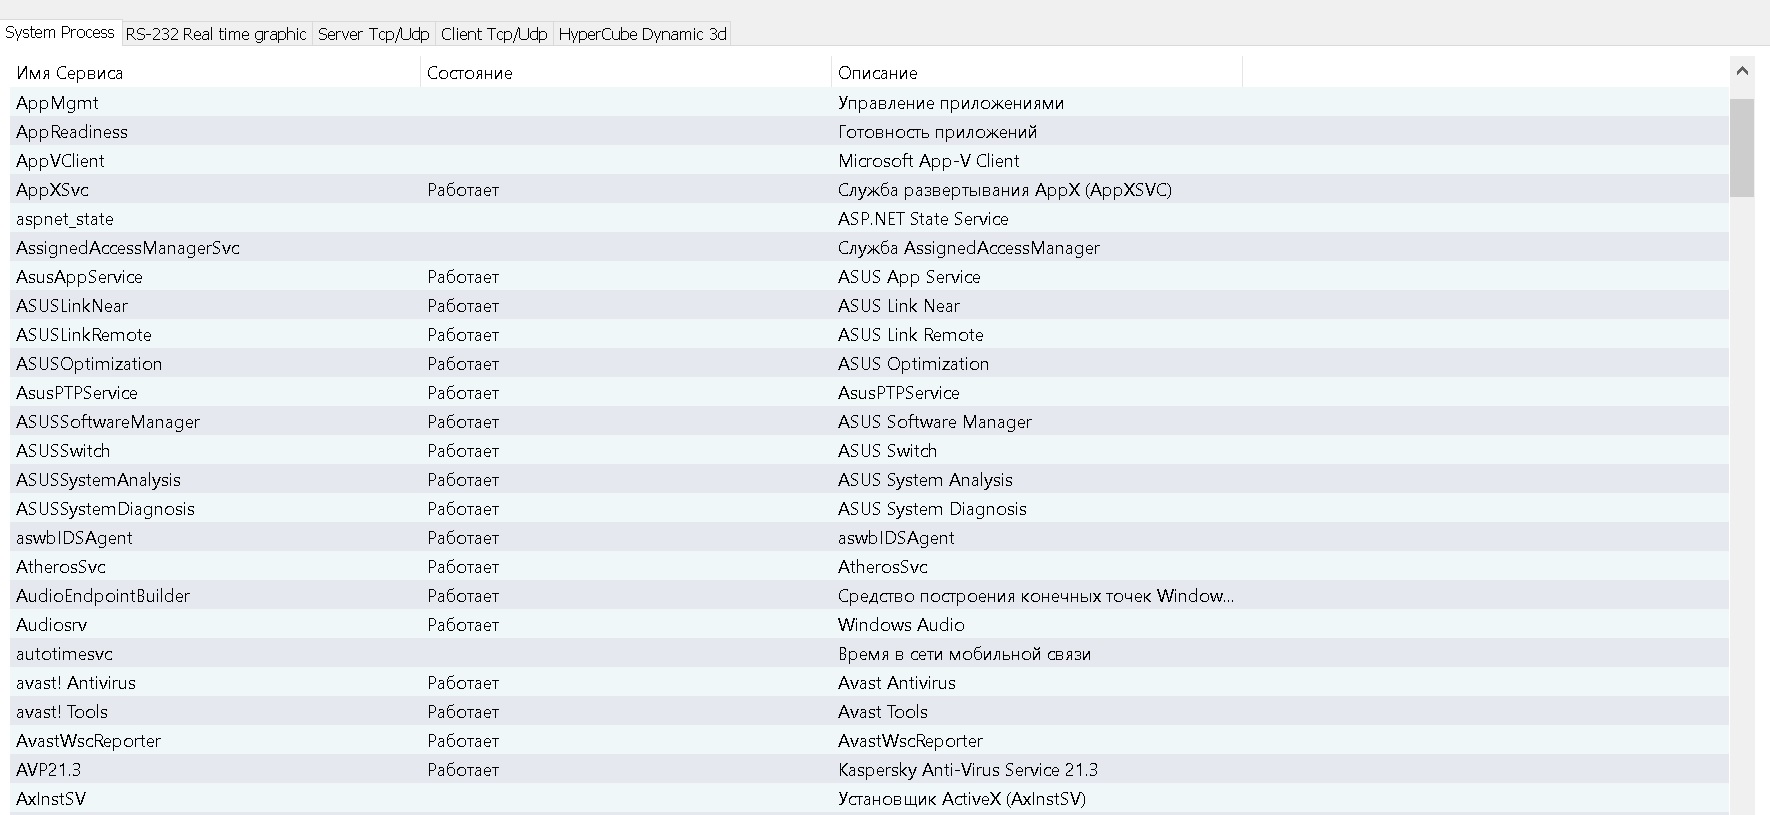 System Process RS-232 Real time graphic Server Tcp/Udp Client Tcp/Udp HyperCube Dynamic 3d
Имя Сервиса Состояние Описание
AppMgmt Управление приложениями
AppReadiness Готовность приложений
AppVClient Microsoft App-V Client
AppXSvc Работает Служба развертывания AppX (AppXSVC)
aspnet_state ASP.NET State Service
AssignedAccessManagerSvc Служба AssignedAccessManager
AsusAppService Работает ASUS App Service
ASUSLinkNear Работает ASUS Link Near
ASUSLinkRemote Работает ASUS Link Remote
ASUSOptimization Работает ASUS Optimization
AsusPTPService Работает AsusPTPService
ASUSSoftwareManager Работает ASUS Software Manager
ASUSSwitch Работает ASUS Switch
ASUSSystemAnalysis Работает ASUS System Analysis
ASUSSystemDiagnosis Работает ASUS System Diagnosis
aswbIDSAgent Работает aswbIDSAgent
AtherosSvc Работает AtherosSvc
AudioEndpointBuilder Работает Средство построения конечных точек Window...
Audiosrv Работает Windows Audio
autotimesvc Время в сети мобильной связи
avast! Antivirus Работает Avast Antivirus
avast! Tools Работает Avast Tools
AvastWscReporter Работает AvastWscReporter
AVP21.3 Работает Kaspersky Anti-Virus Service 21.3
AxInstSV Установщик ActiveX (AxInstSV)